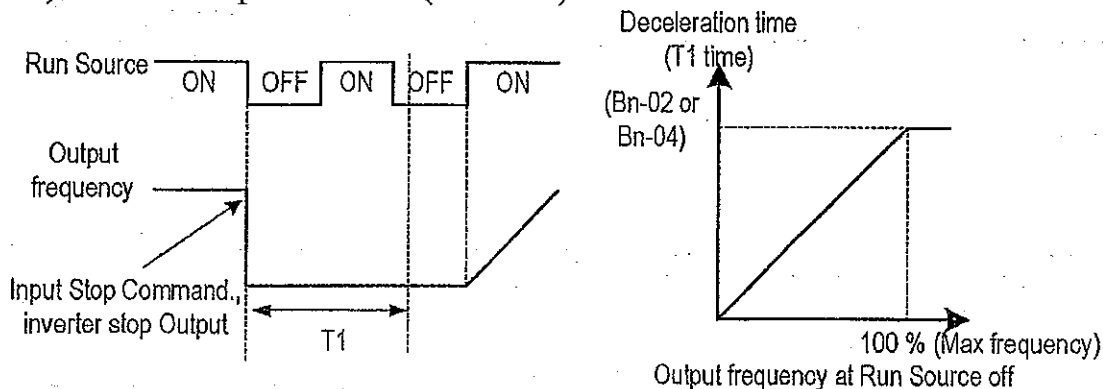 Run Source
ON OFF ON OFF ON
Output
frequency
Input Stop Command.,
inverter stop Output
T1
Deceleration time
(T1 time)
(Bn-02 or
Bn-04)
100 % (Max frequency)
Output frequency at Run Source off